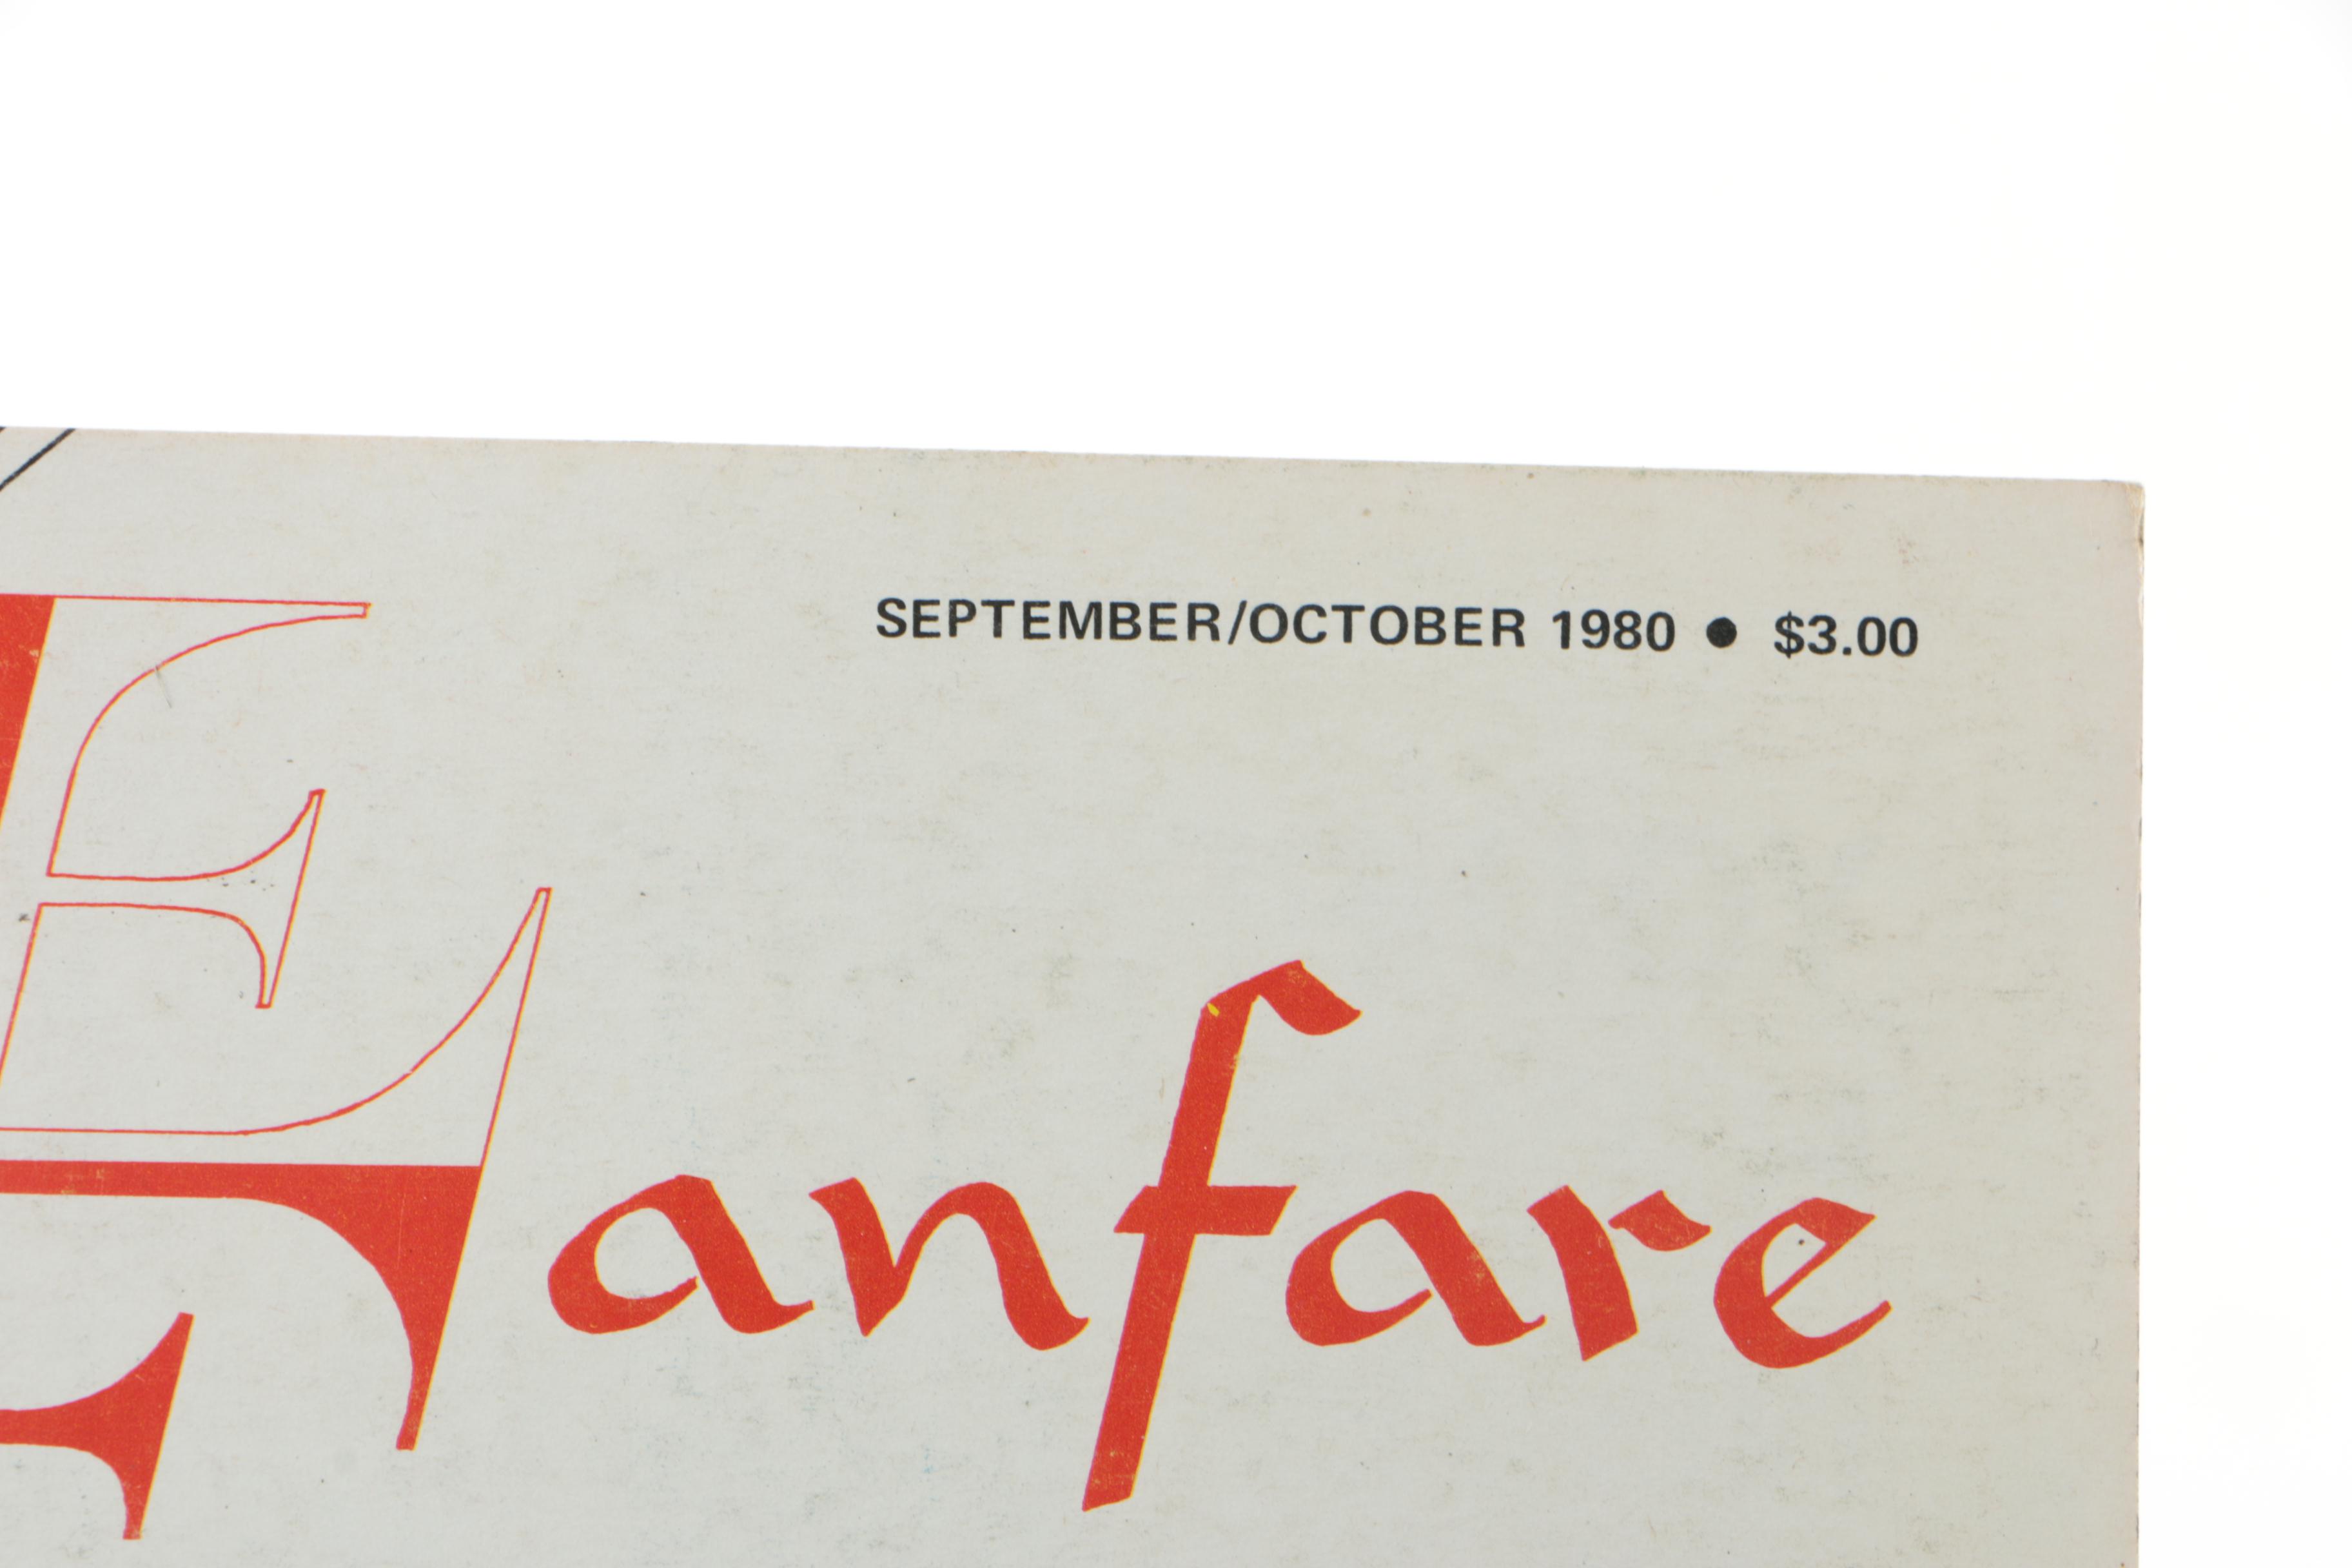 SEPTEMBER/OCTOBER 1980 ● $3.00
Fanfare